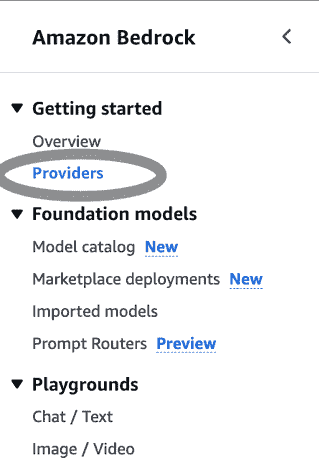 Amazon Bedrock
Getting started
Overview
Providers
Foundation models
Model catalog New
Marketplace deployments New
Imported models
Prompt Routers Preview
Playgrounds
Chat / Text
Image / Video